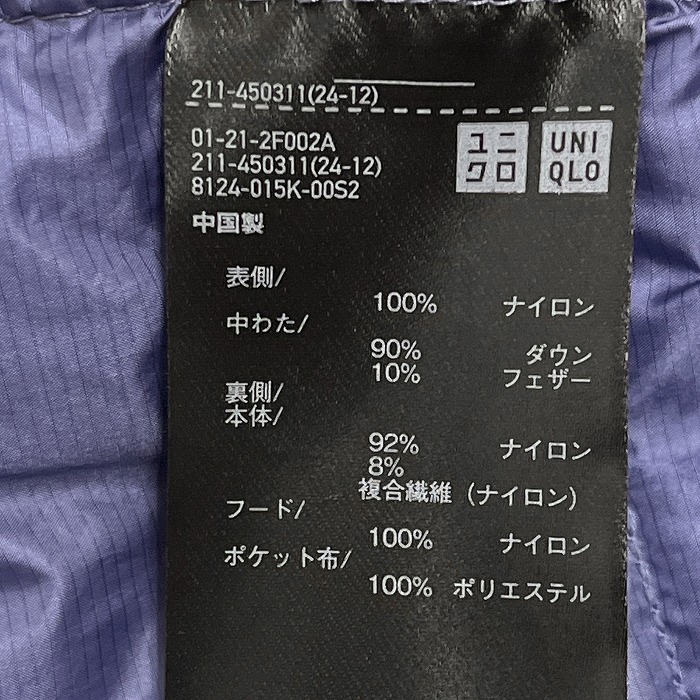 211-450311(24-12)
01-21-2F002A
211-450311(24-12)
8124-015K-00S2
ユニ
クロ
UNI
QLO
中国製
表側/
100% ナイロン
中わた/
90% ダウン
10% フェザー
裏側/
本体/
92% ナイロン
8%
複合繊維 (ナイロン)
フード/
100% ナイロン
ポケット布/
100% ポリエステル